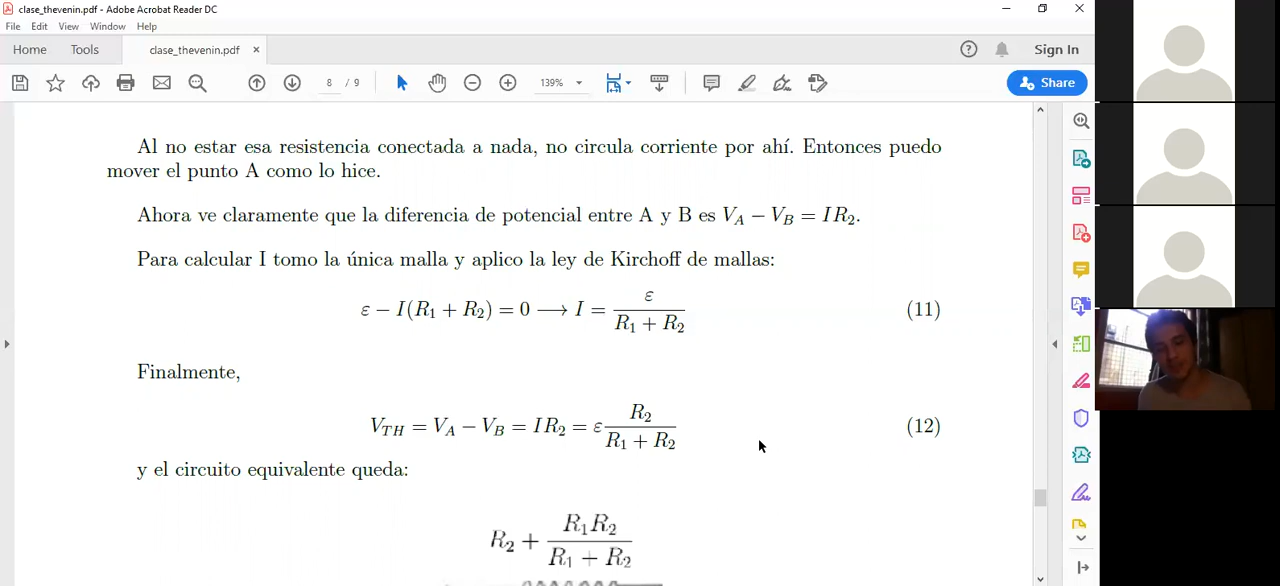 clase_thevenin.pdf - Adobe Acrobat Reader DC
File Edit View Window Help
Home Tools clase_thevenin.pdf × Sign In
8 / 9 139% Share
Al no estar esa resistencia conectada a nada, no circula corriente por ahí. Entonces puedo
mover el punto A como lo hice.
Ahora ve claramente que la diferencia de potencial entre A y B es V_A − V_B = IR_2.
Para calcular I tomo la única malla y aplico la ley de Kirchoff de mallas:
ε − I(R_1 + R_2) = 0 ⟶ I = ε / (R_1 + R_2) (11)
Finalmente,
V_TH = V_A − V_B = IR_2 = ε R_2 / (R_1 + R_2) (12)
y el circuito equivalente queda:
R_2 + R_1R_2 / (R_1 + R_2)